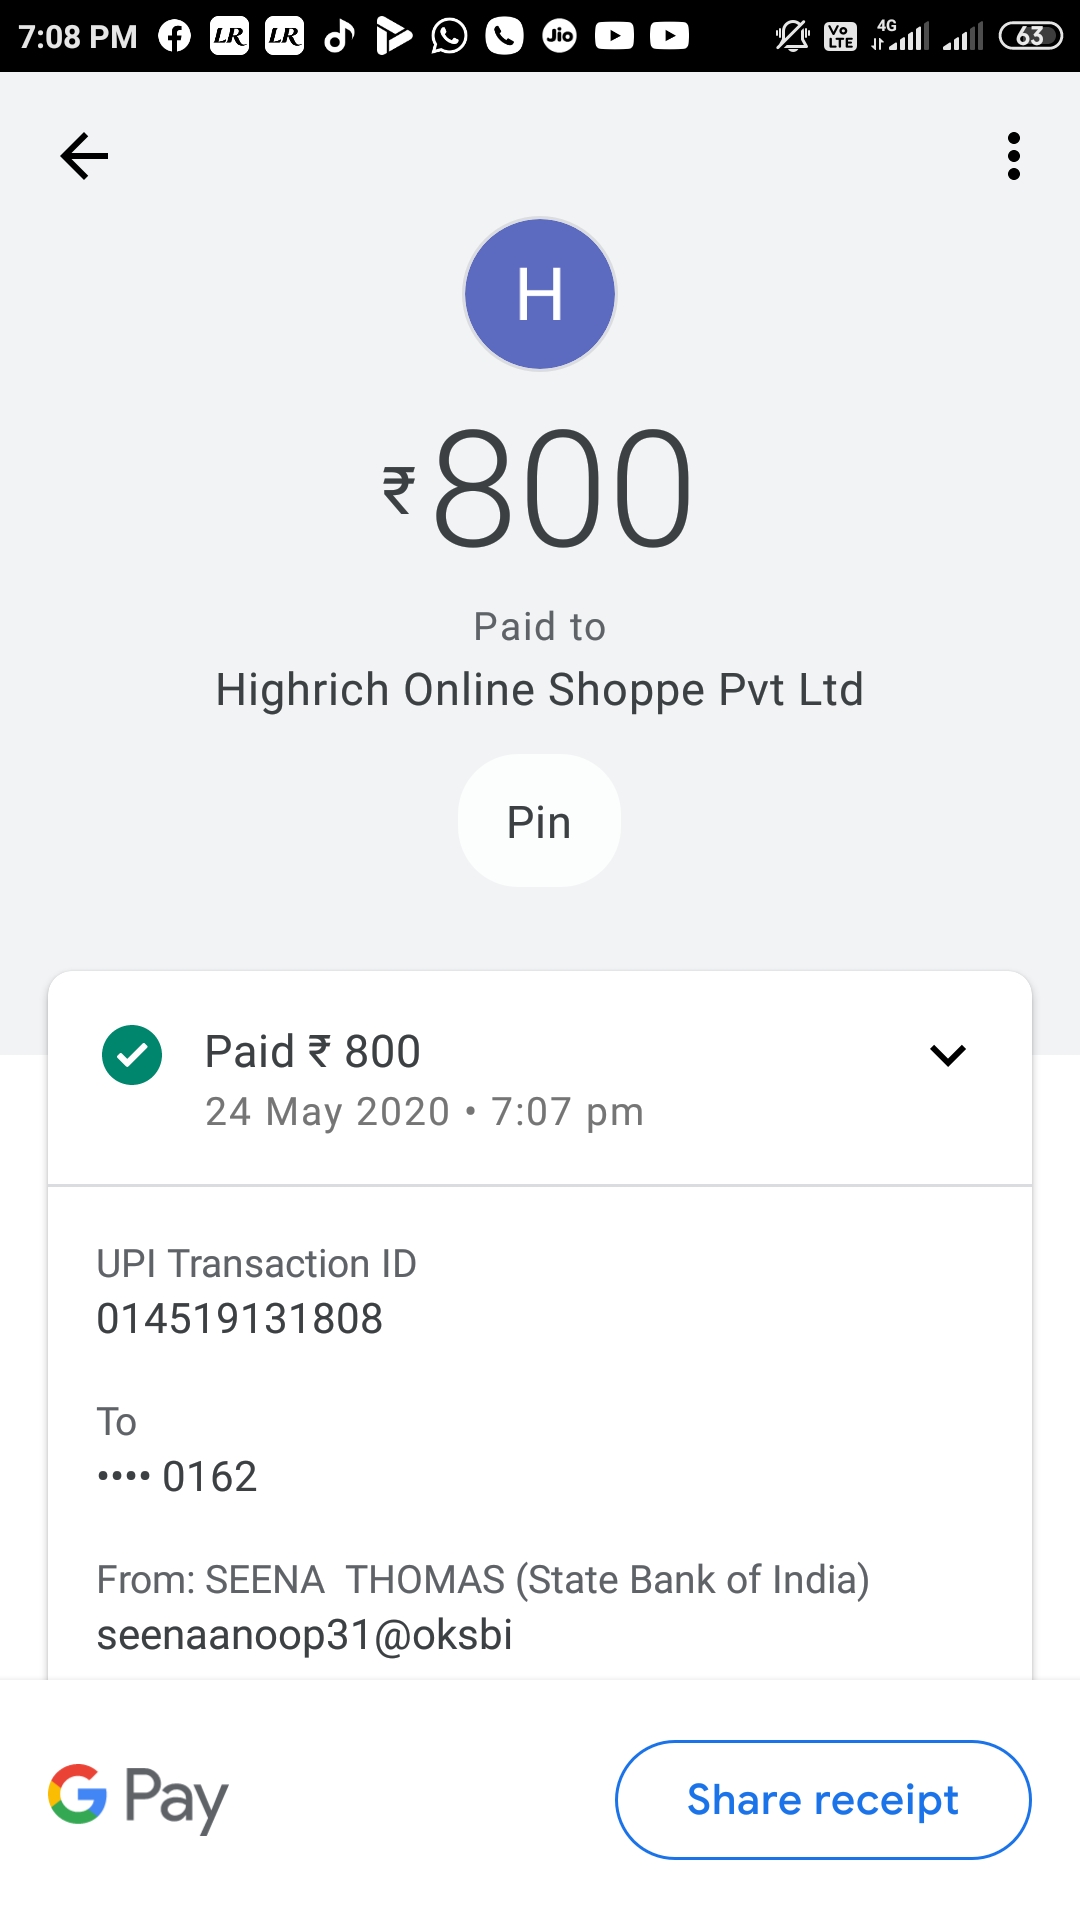 7:08 PM LR LR Jio Vo LTE 4G 63
H
₹800
Paid to
Highrich Online Shoppe Pvt Ltd
Pin
Paid ₹ 800
24 May 2020 • 7:07 pm
UPI Transaction ID
014519131808
To
•••• 0162
From: SEENA  THOMAS (State Bank of India)
seenaanoop31@oksbi
G Pay
Share receipt